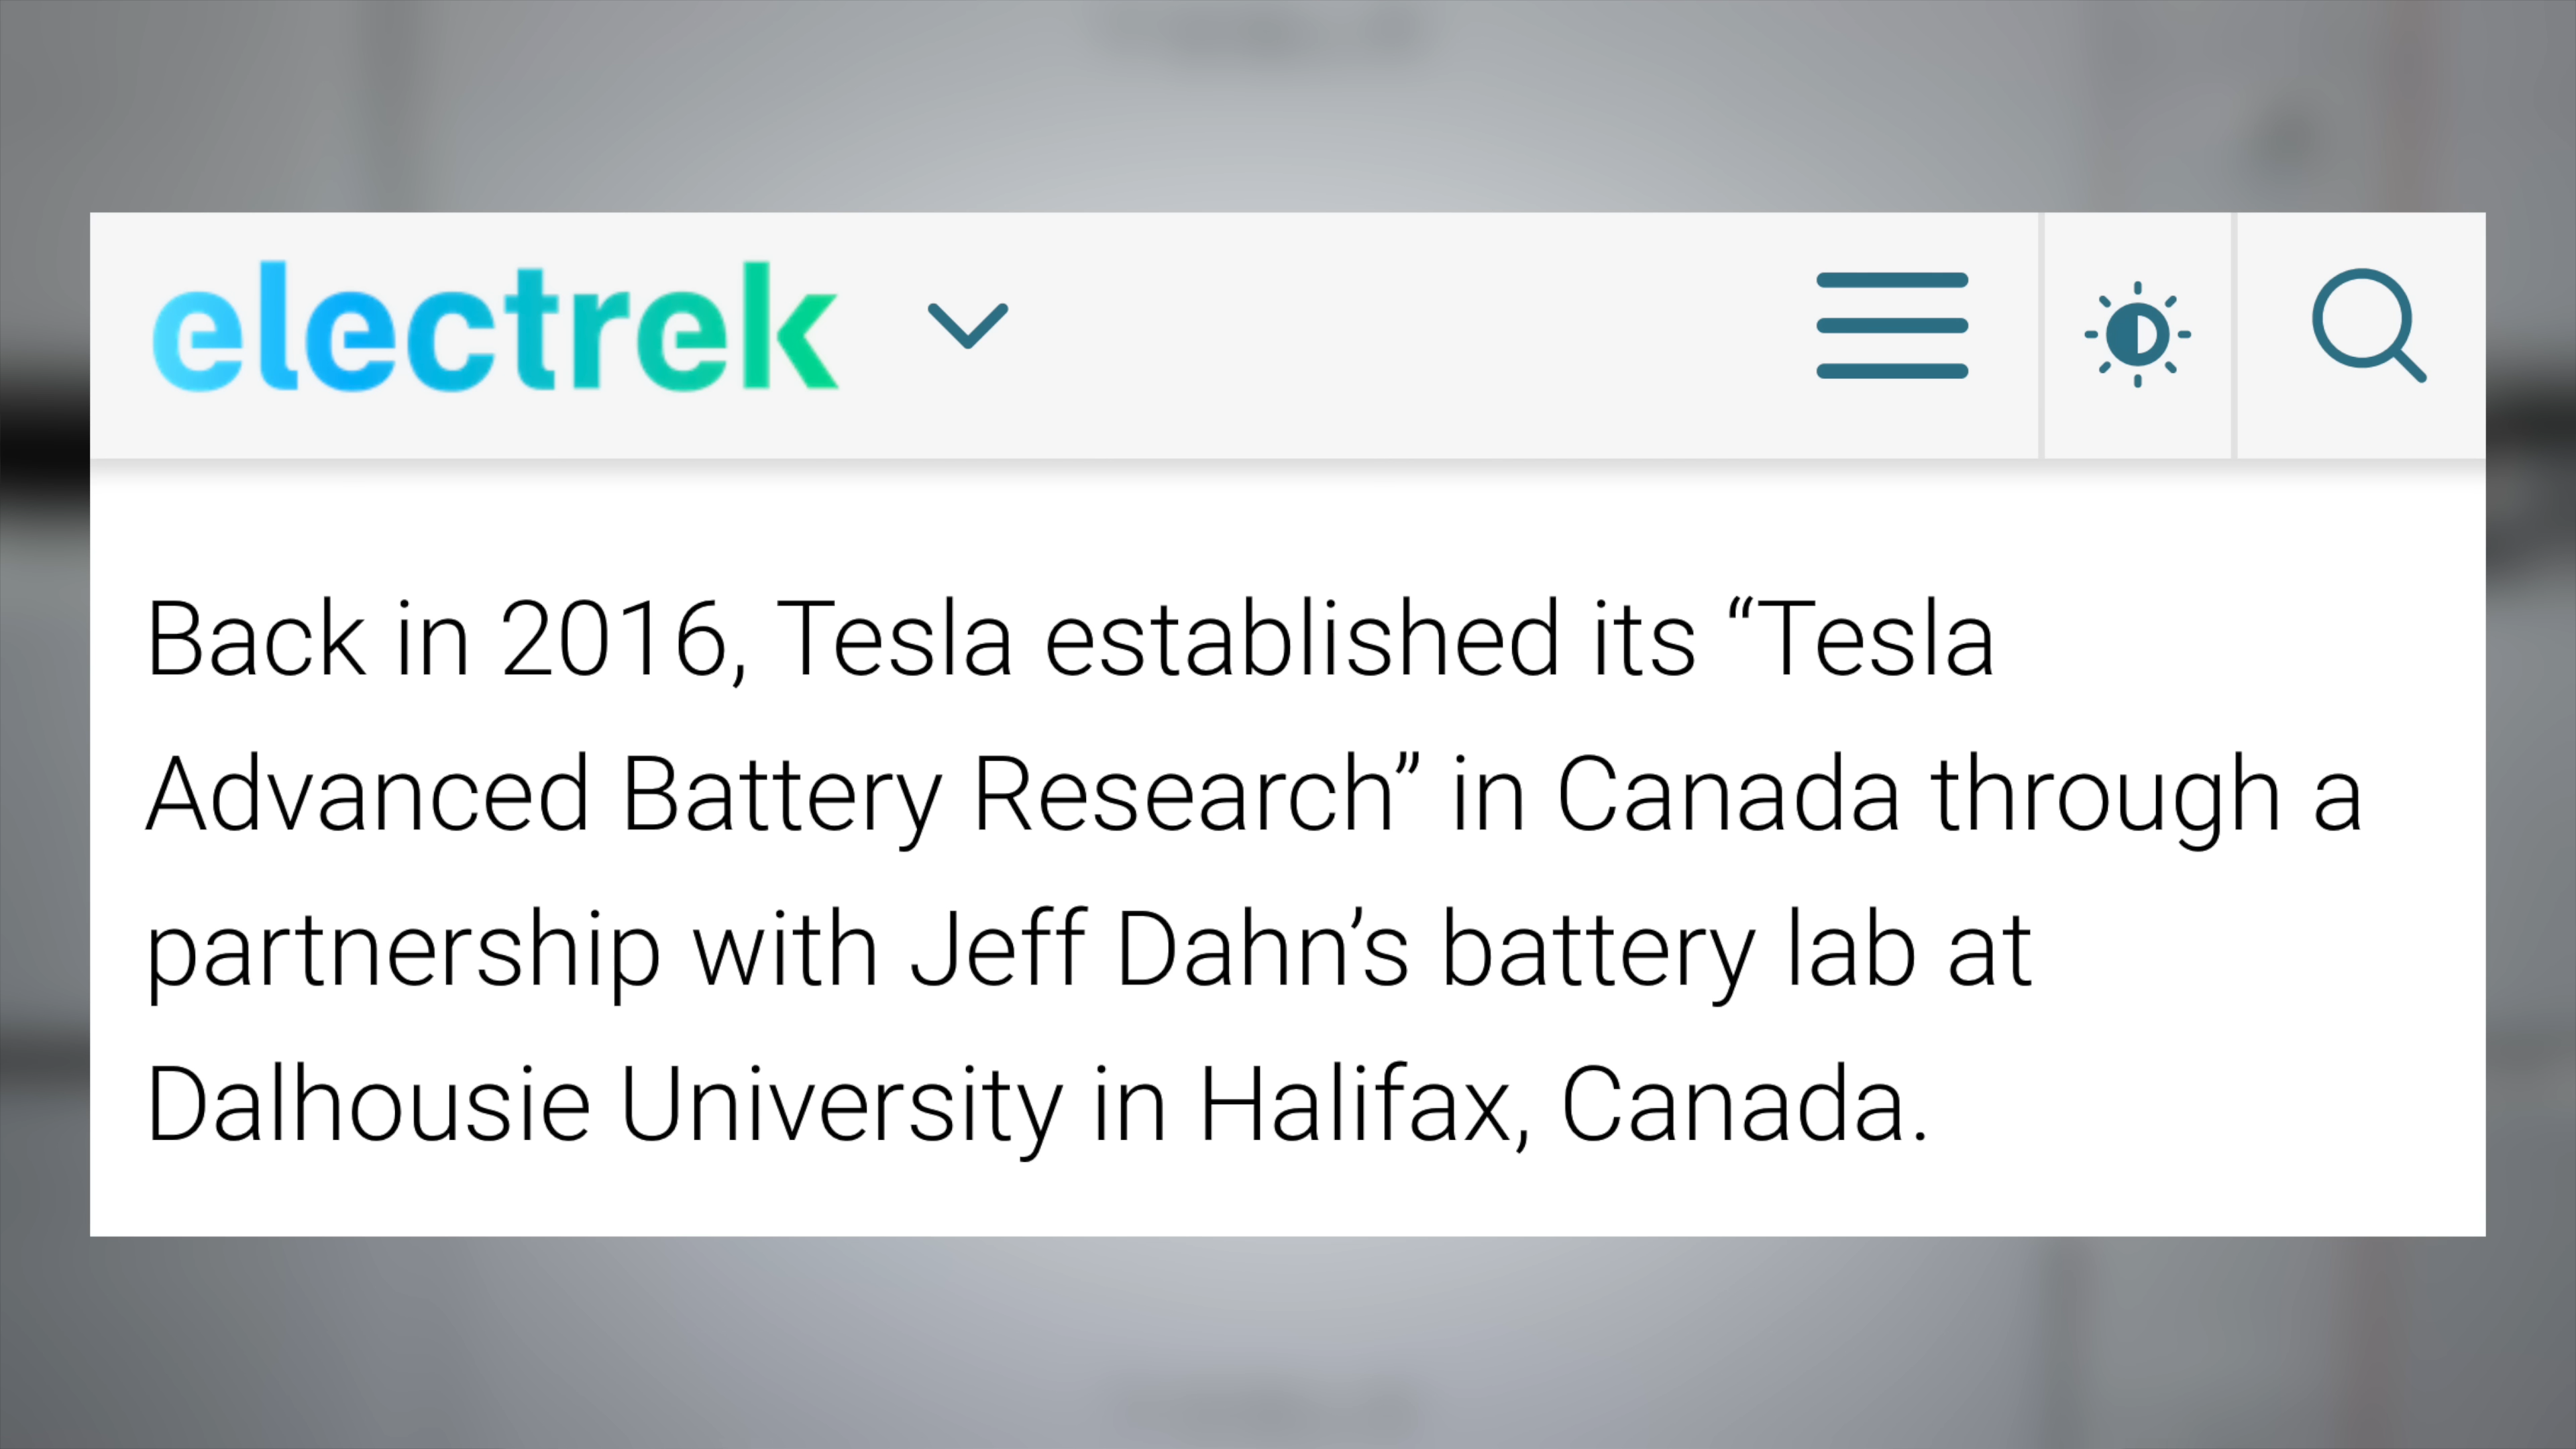 electrek
Back in 2016, Tesla established its “Tesla
Advanced Battery Research” in Canada through a
partnership with Jeff Dahn’s battery lab at
Dalhousie University in Halifax, Canada.